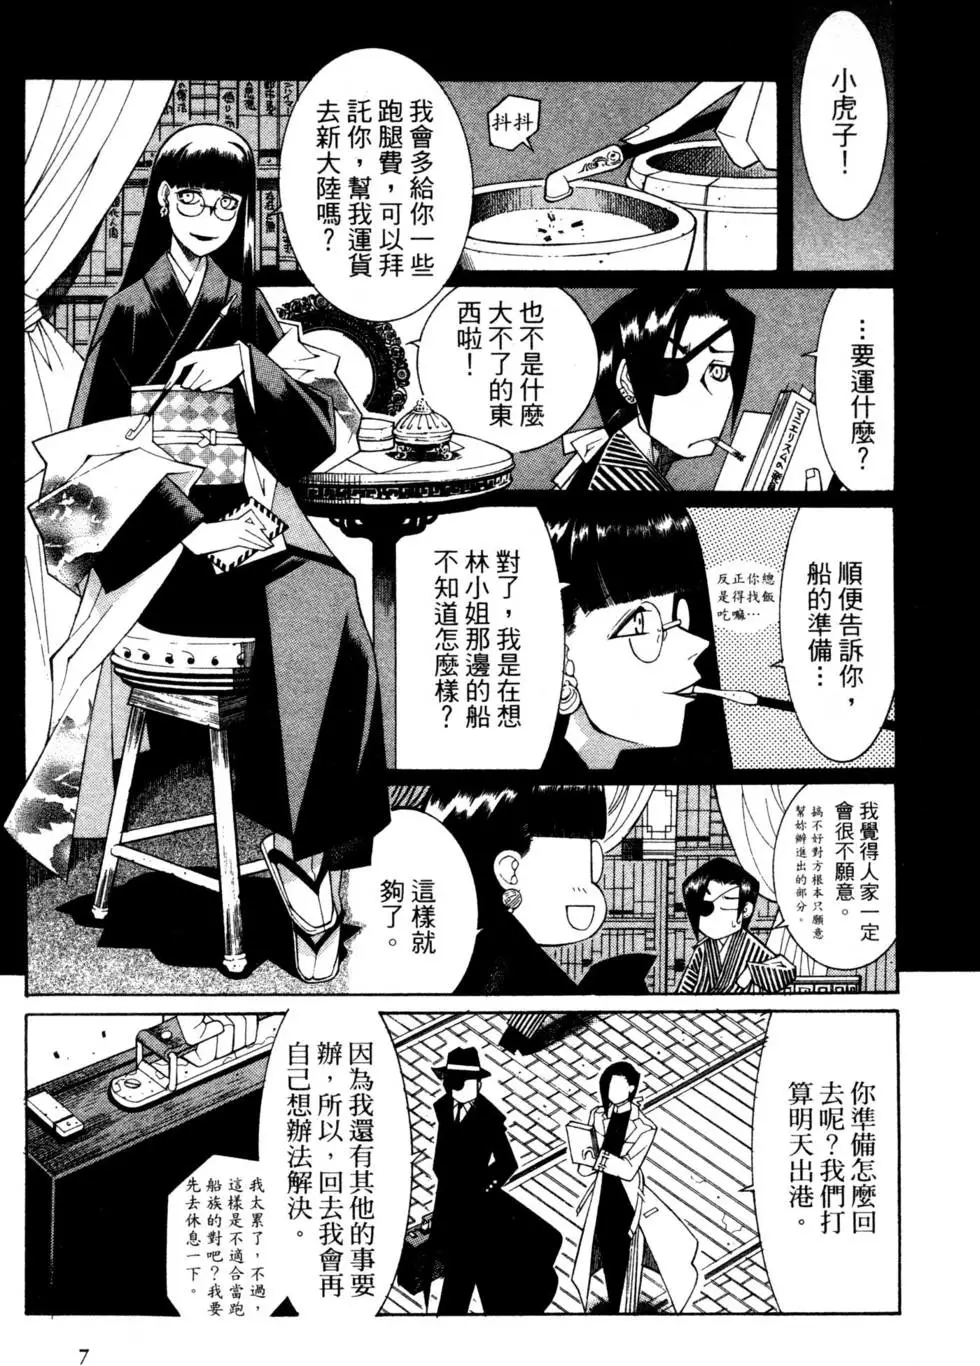 小虎子！
抖抖
我會多給你一些
跑腿費，可以拜
託你，幫我運貨
去新大陸嗎？
…要運什麼？
也不是什麼
大不了的東
西啦！
順便告訴你，
船的準備…
反正你總
是得找飯
吃嘛…
對了，我是在想
林小姐那邊的船
不知道怎麼樣？
我覺得人家一定
會很不願意。
搞不好對方根本只願意
幫妳辦進出的部分。
這樣就
夠了。
你準備怎麼回
去呢？我們打
算明天出港。
因為我還有其他的事要
辦，所以，回去我會再
自己想辦法解決。
我太累了，不過，
這樣是不適合當跑
船族的對吧？我要
先去休息一下。
7